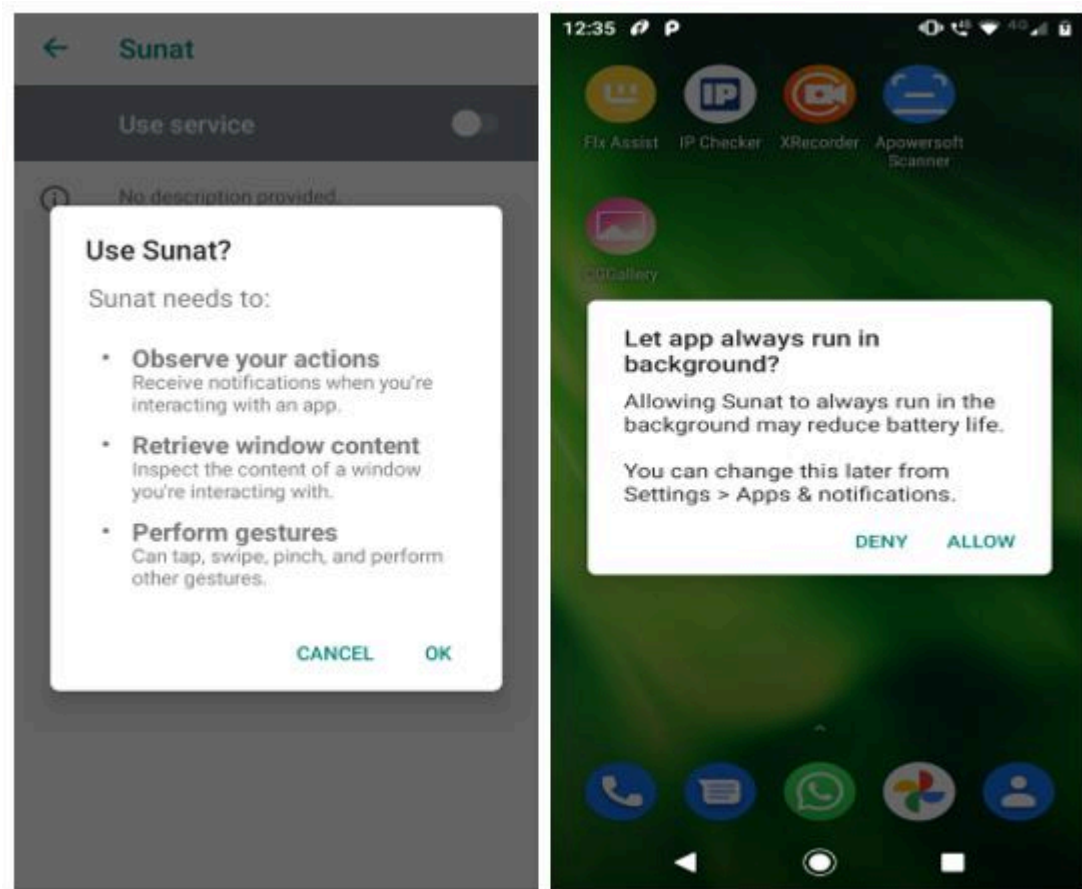 Sunat
Use service
No description provided.
Use Sunat?
Sunat needs to:
• Observe your actions
Receive notifications when you're
interacting with an app.
• Retrieve window content
Inspect the content of a window
you're interacting with.
• Perform gestures
Can tap, swipe, pinch, and perform
other gestures.
CANCEL OK
12:35 P 4G
IP
Flx Assist IP Checker XRecorder Apowersoft
Scanner
Let app always run in
background?
Allowing Sunat to always run in the
background may reduce battery life.
You can change this later from
Settings > Apps & notifications.
DENY ALLOW